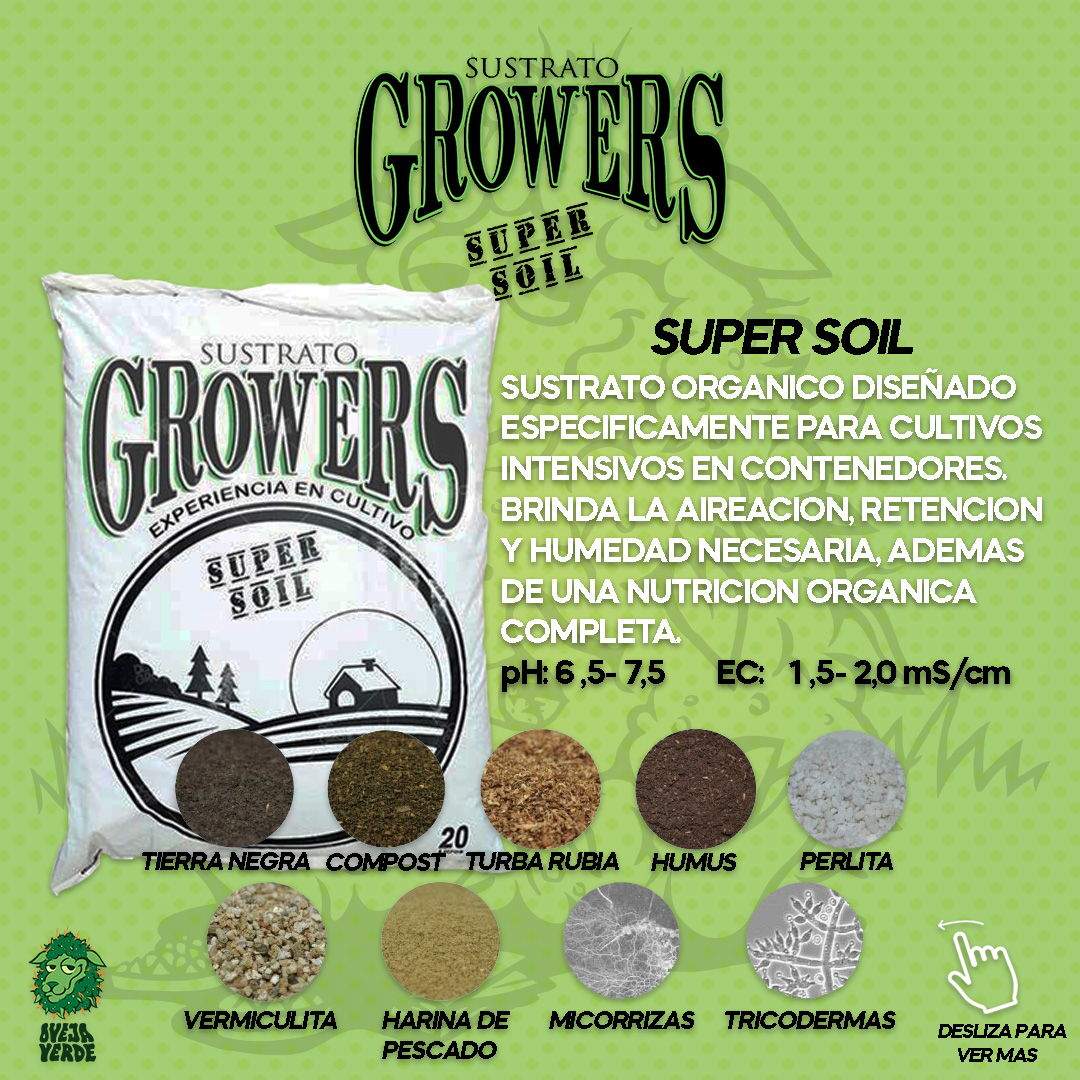 SUSTRATO
GROWERS
SUPER
SOIL
SUPER SOIL
SUSTRATO ORGANICO DISEÑADO
ESPECIFICAMENTE PARA CULTIVOS
INTENSIVOS EN CONTENEDORES.
BRINDA LA AIREACION, RETENCION
Y HUMEDAD NECESARIA, ADEMAS
DE UNA NUTRICION ORGANICA
COMPLETA.
pH: 6 ,5- 7,5 EC: 1 ,5- 2,0 mS/cm
SUSTRATO
GROWERS
EXPERIENCIA EN CULTIVO
SUPER
SOIL
20
TIERRA NEGRA COMPOST TURBA RUBIA HUMUS PERLITA
VERMICULITA HARINA DE MICORRIZAS TRICODERMAS
PESCADO
OVEJA
VERDE
DESLIZA PARA
VER MAS